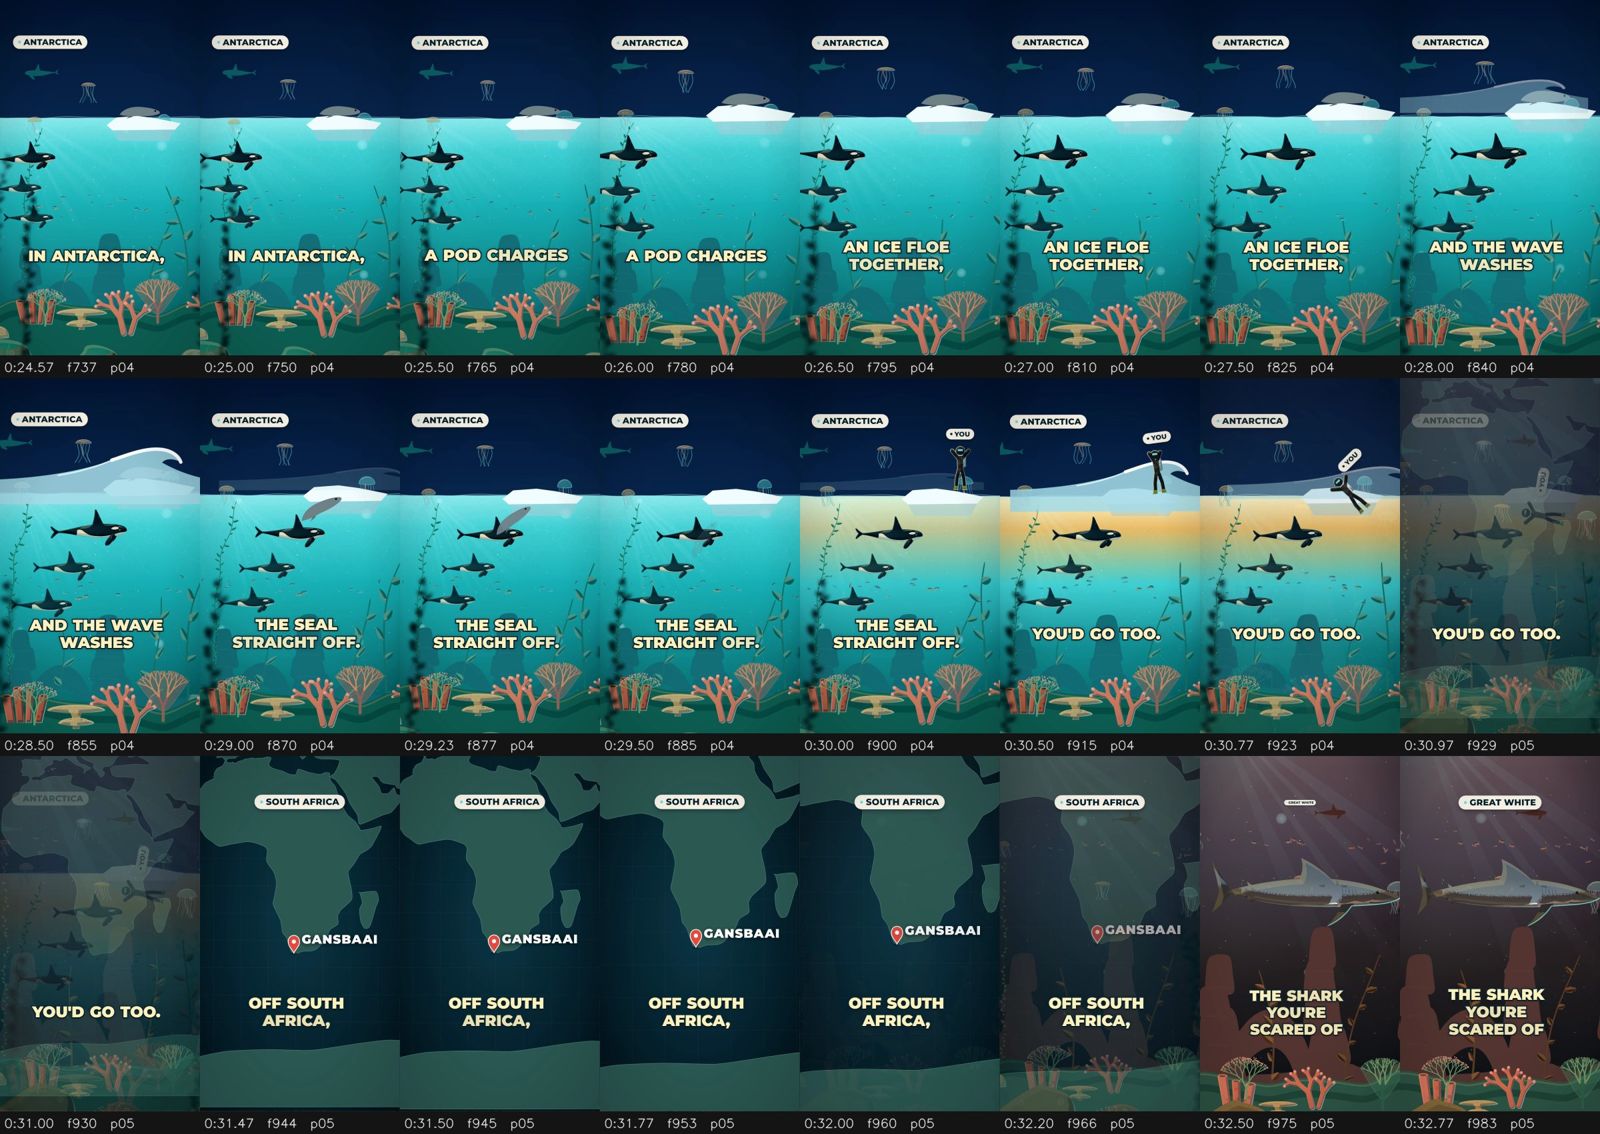 ANTARCTICA
IN ANTARCTICA,
0:24.57 f737 p04
ANTARCTICA
IN ANTARCTICA,
0:25.00 f750 p04
ANTARCTICA
A POD CHARGES
0:25.50 f765 p04
ANTARCTICA
A POD CHARGES
0:26.00 f780 p04
ANTARCTICA
AN ICE FLOE
TOGETHER,
0:26.50 f795 p04
ANTARCTICA
AN ICE FLOE
TOGETHER,
0:27.00 f810 p04
ANTARCTICA
AN ICE FLOE
TOGETHER,
0:27.50 f825 p04
ANTARCTICA
AND THE WAVE
WASHES
0:28.00 f840 p04
ANTARCTICA
AND THE WAVE
WASHES
0:28.50 f855 p04
ANTARCTICA
THE SEAL
STRAIGHT OFF.
0:29.00 f870 p04
ANTARCTICA
THE SEAL
STRAIGHT OFF.
0:29.23 f877 p04
ANTARCTICA
THE SEAL
STRAIGHT OFF.
0:29.50 f885 p04
ANTARCTICA
YOU
THE SEAL
STRAIGHT OFF.
0:30.00 f900 p04
ANTARCTICA
YOU
YOU'D GO TOO.
0:30.50 f915 p04
ANTARCTICA
YOU
YOU'D GO TOO.
0:30.77 f923 p04
ANTARCTICA
YOU
YOU'D GO TOO.
0:30.97 f929 p05
ANTARCTICA
YOU
YOU'D GO TOO.
0:31.00 f930 p05
SOUTH AFRICA
GANSBAAI
OFF SOUTH
AFRICA,
0:31.47 f944 p05
SOUTH AFRICA
GANSBAAI
OFF SOUTH
AFRICA,
0:31.50 f945 p05
SOUTH AFRICA
GANSBAAI
OFF SOUTH
AFRICA,
0:31.77 f953 p05
SOUTH AFRICA
GANSBAAI
OFF SOUTH
AFRICA,
0:32.00 f960 p05
SOUTH AFRICA
GANSBAAI
OFF SOUTH
AFRICA,
0:32.20 f966 p05
GREAT WHITE
THE SHARK
YOU'RE
SCARED OF
0:32.50 f975 p05
GREAT WHITE
THE SHARK
YOU'RE
SCARED OF
0:32.77 f983 p05